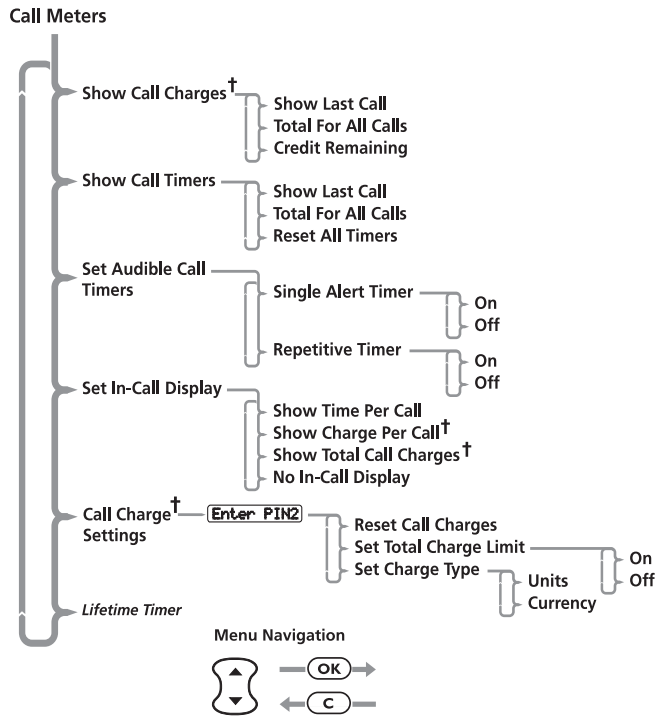 Call Meters
Show Call Charges†
Show Last Call
Total For All Calls
Credit Remaining
Show Call Timers
Show Last Call
Total For All Calls
Reset All Timers
Set Audible Call
Timers
Single Alert Timer
On
Off
Repetitive Timer
On
Off
Set In-Call Display
Show Time Per Call
Show Charge Per Call†
Show Total Call Charges†
No In-Call Display
Call Charge†
Settings
Enter PIN2
Reset Call Charges
Set Total Charge Limit
On
Off
Set Charge Type
Units
Currency
Lifetime Timer
Menu Navigation
OK
C